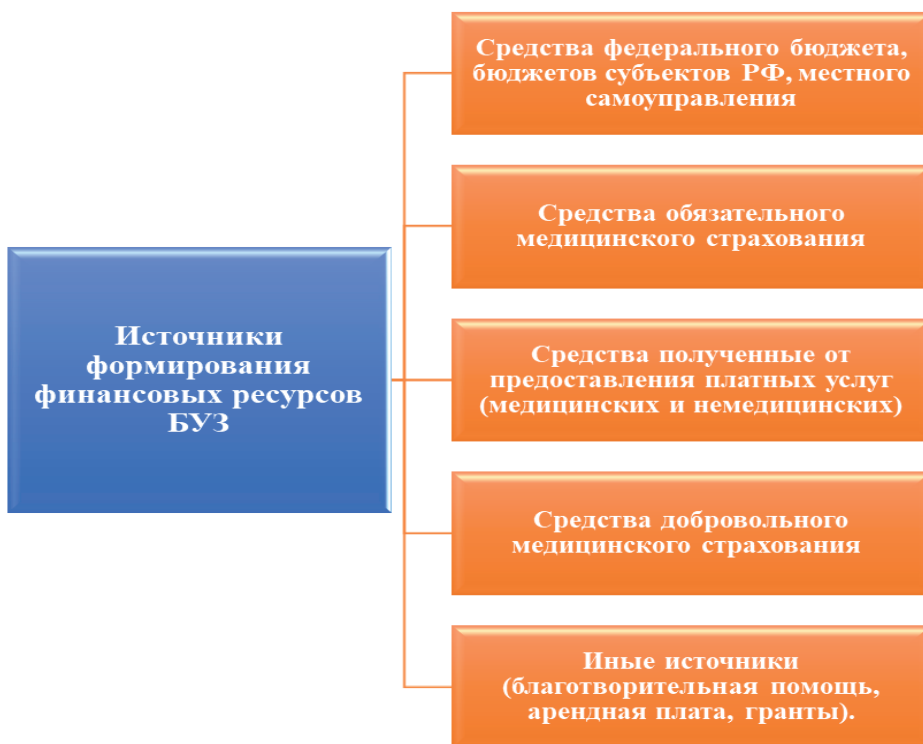 Источники
формирования
финансовых ресурсов
БУЗ
Средства федерального бюджета,
бюджетов субъектов РФ, местного
самоуправления
Средства обязательного
медицинского страхования
Средства полученные от
предоставления платных услуг
(медицинских и немедицинских)
Средства добровольного
медицинского страхования
Иные источники
(благотворительная помощь,
арендная плата, гранты).